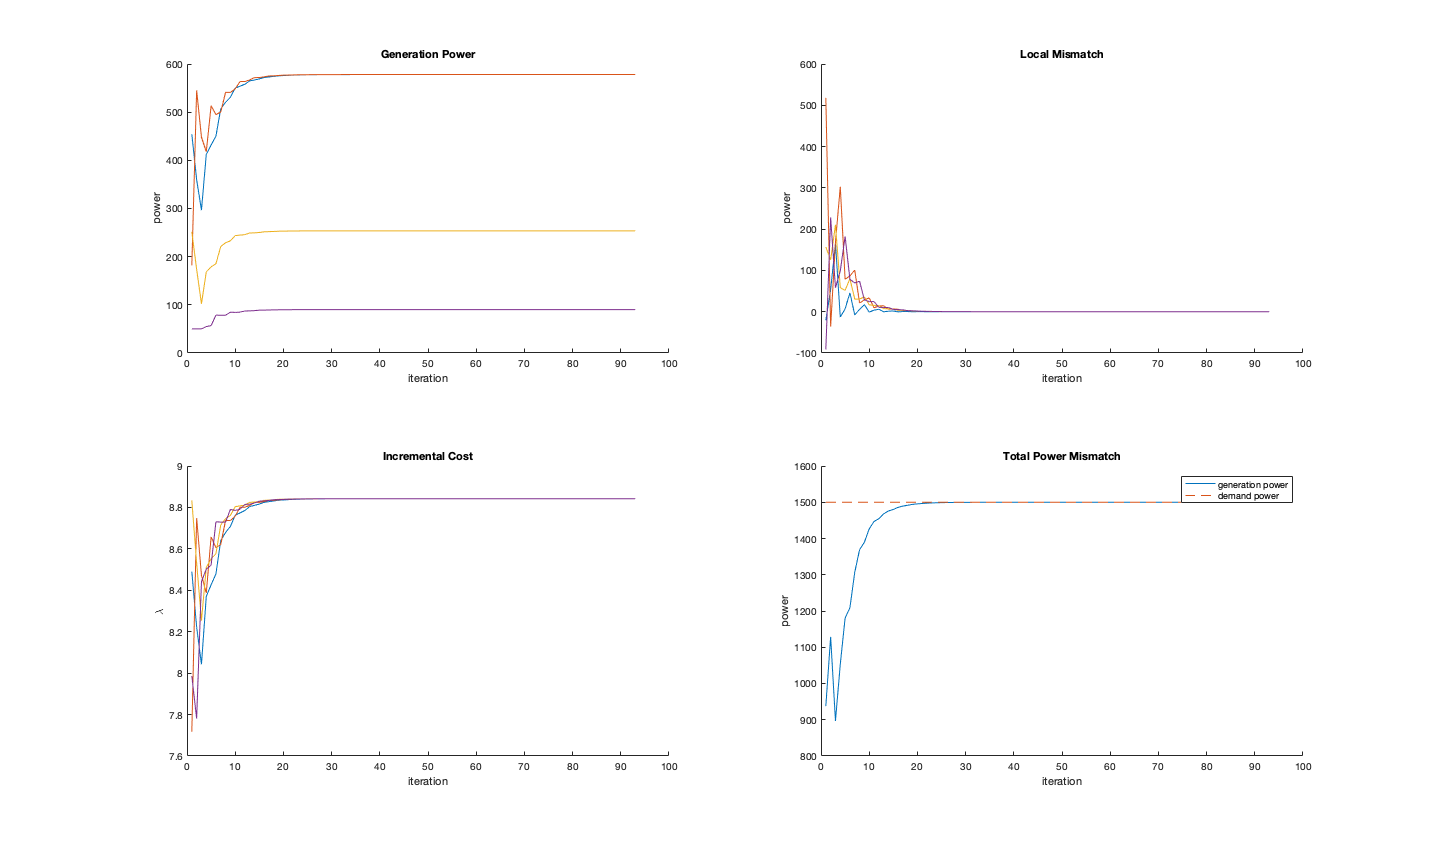 Generation Power
600
500
400
300
200
100
0
power
0 10 20 30 40 50 60 70 80 90 100
iteration
Local Mismatch
600
500
400
300
200
100
0
-100
power
0 10 20 30 40 50 60 70 80 90 100
iteration
Incremental Cost
9
8.8
8.6
8.4
8.2
8
7.8
7.6
λ
0 10 20 30 40 50 60 70 80 90 100
iteration
Total Power Mismatch
1600
1500
1400
1300
1200
1100
1000
900
800
power
generation power
demand power
0 10 20 30 40 50 60 70 80 90 100
iteration